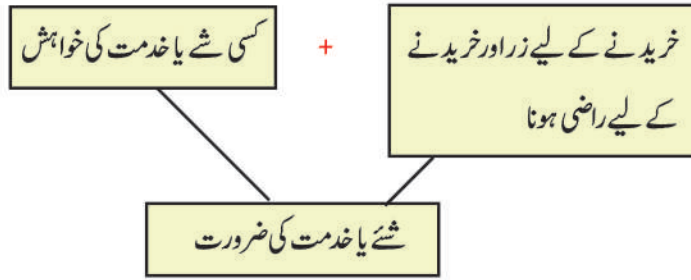 خریدنے کے لیے زر اور خریدنے
کے لیے راضی ہونا
+
کسی شے یا خدمت کی خواہش
شئے یا خدمت کی ضرورت